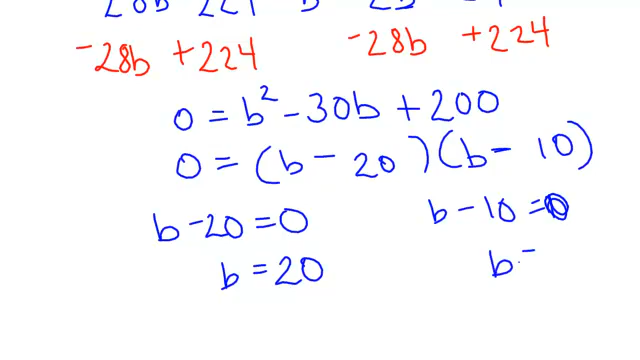 -28b +224 -28b +224
0 = b² - 30b + 200
0 = (b - 20)(b - 10)
b - 20 = 0 b - 10 = 0
b = 20 b =